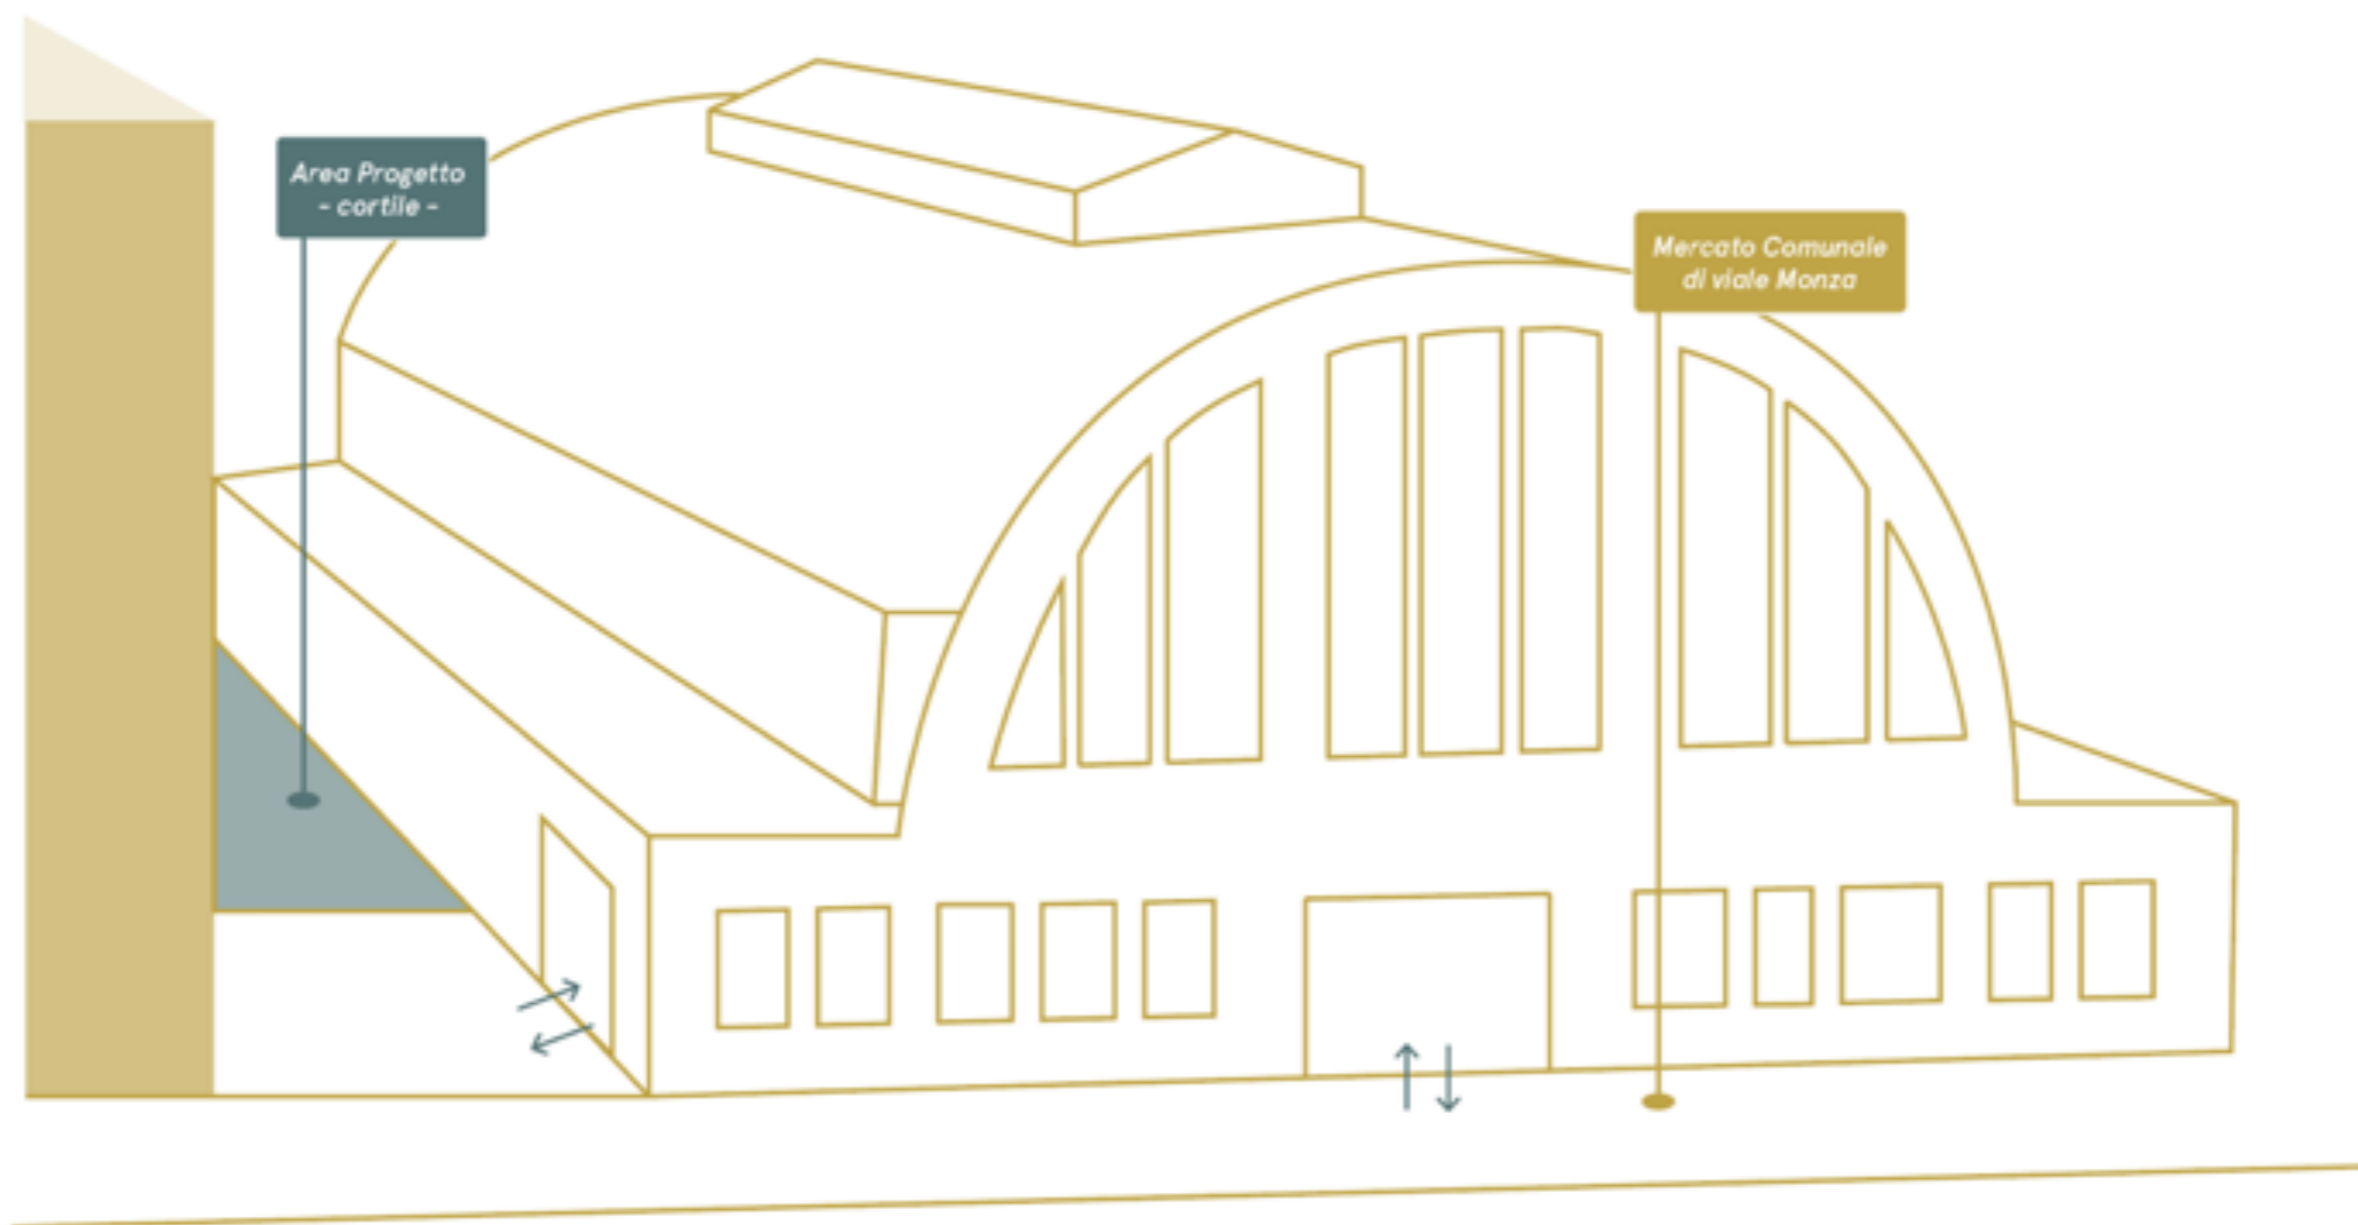 Area Progetto
- cortile -
Mercato Comunale
di viale Monza